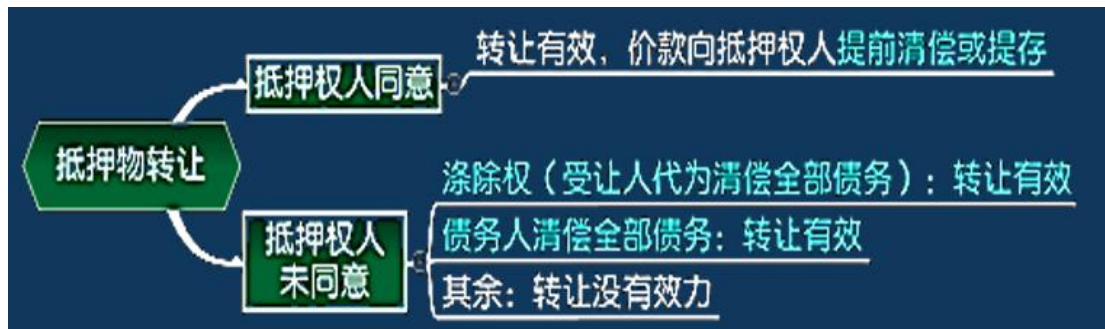 抵押物转让
抵押权人同意
转让有效，价款向抵押权人提前清偿或提存
抵押权人
未同意
涤除权（受让人代为清偿全部债务）：转让有效
债务人清偿全部债务：转让有效
其余：转让没有效力